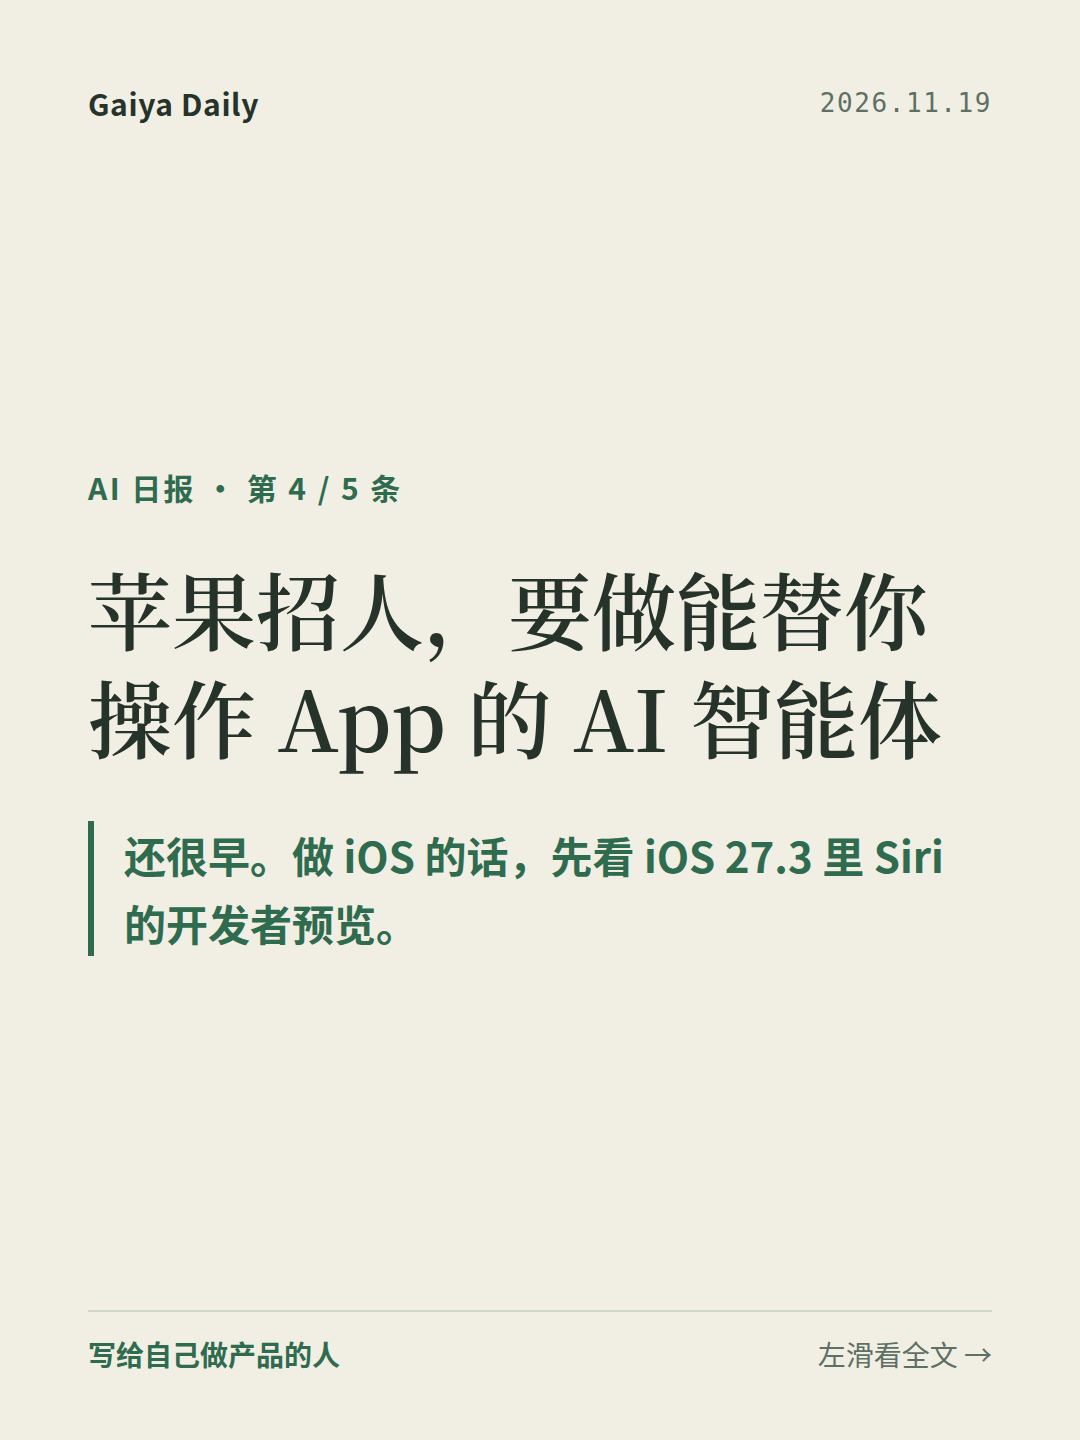 Gaiya Daily
2026.11.19
AI 日报 · 第 4 / 5 条
苹果招人，要做能替你
操作 App 的 AI 智能体
还很早。做 iOS 的话，先看 iOS 27.3 里 Siri
的开发者预览。
写给自己做产品的人
左滑看全文 →